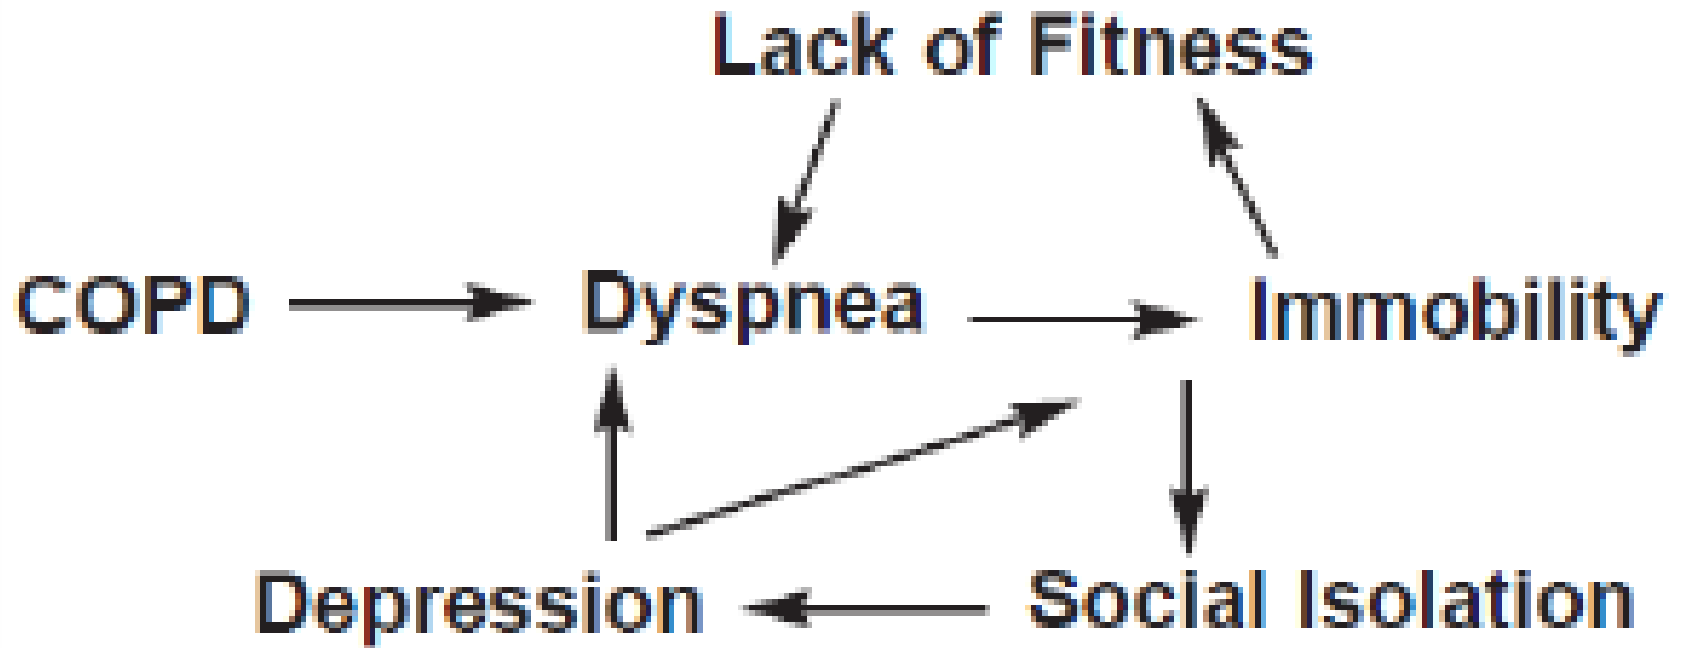 Lack of Fitness
COPD
Dyspnea
Immobility
Depression
Social Isolation